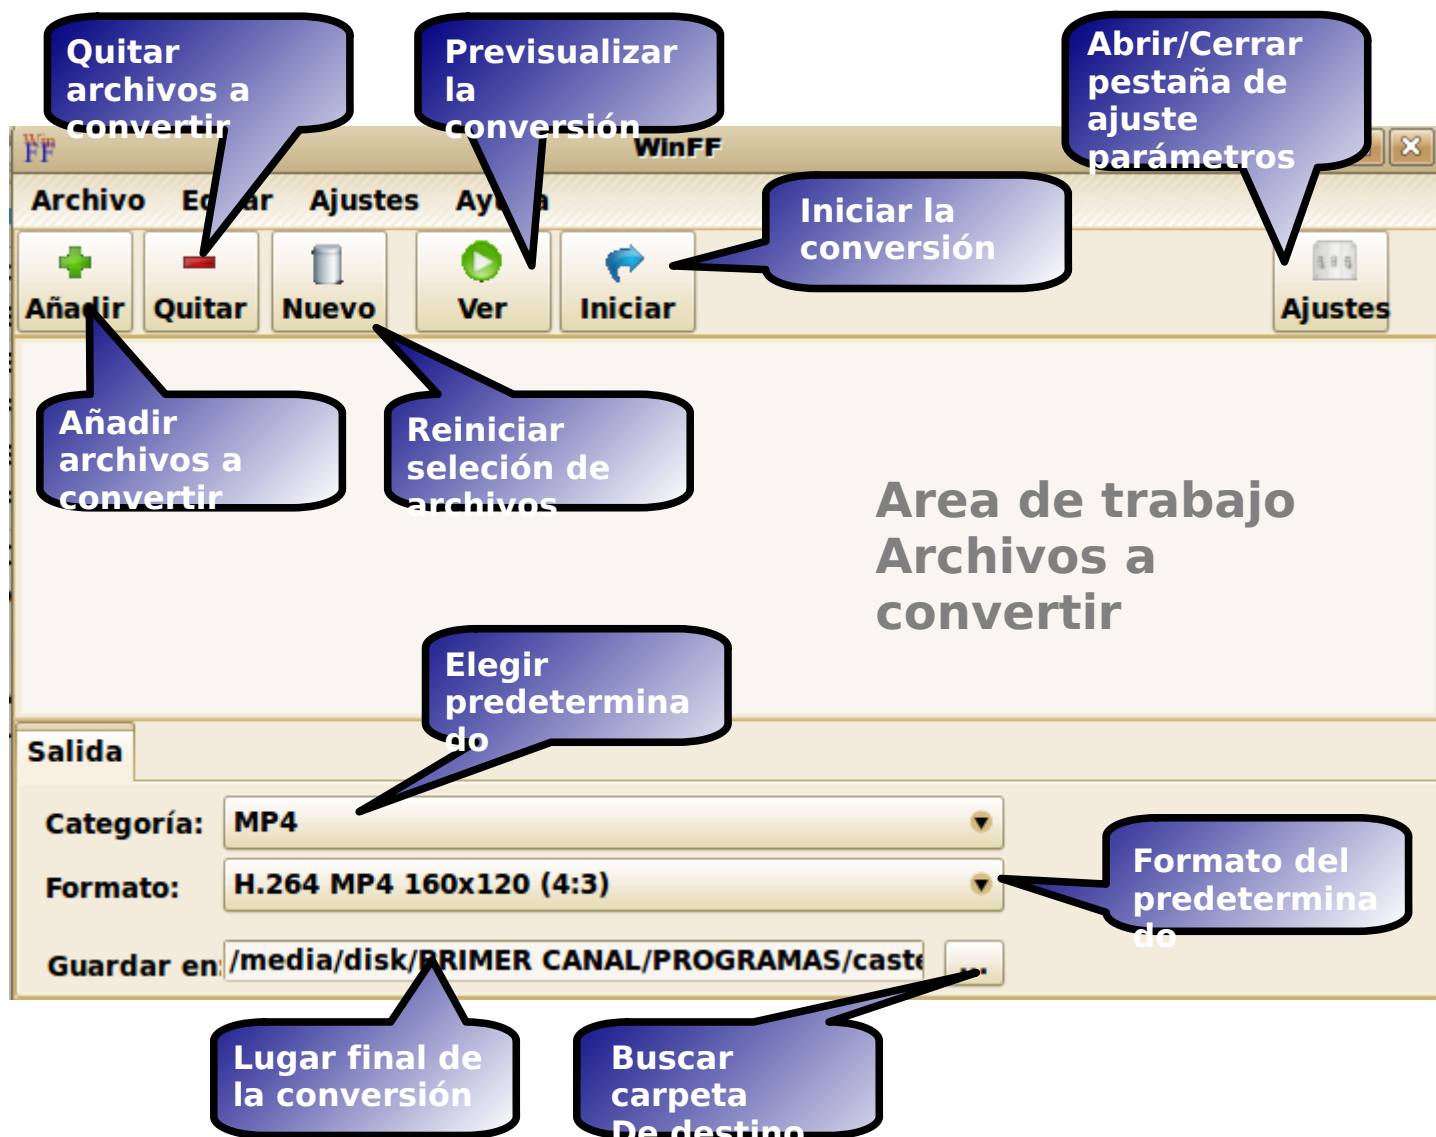 Quitar
archivos a
convertir
Previsualizar
la
conversión
Abrir/Cerrar
pestaña de
ajuste
parámetros
Win
FF
WinFF
Archivo Ajustes
Iniciar la
conversión
Añadir Quitar Nuevo Ver Iniciar Ajustes
Añadir
archivos a
convertir
Reiniciar
seleción de
archivos
Area de trabajo
Archivos a
convertir
Elegir
predetermina
do
Salida
Categoría: MP4
Formato: H.264 MP4 160x120 (4:3)
Formato del
predetermina
do
Guardar en: /media/disk/PRIMER CANAL/PROGRAMAS/caste ...
Lugar final de
la conversión
Buscar
carpeta
De destino